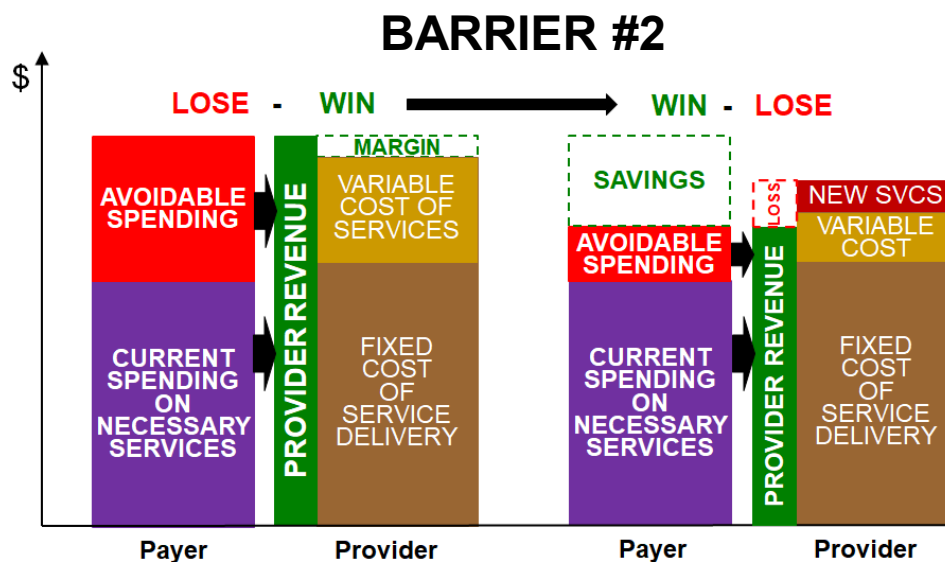 BARRIER #2
$
LOSE - WIN
WIN - LOSE
AVOIDABLE
SPENDING
CURRENT
SPENDING
ON
NECESSARY
SERVICES
PROVIDER REVENUE
MARGIN
VARIABLE
COST OF
SERVICES
FIXED
COST
OF
SERVICE
DELIVERY
SAVINGS
AVOIDABLE
SPENDING
CURRENT
SPENDING
ON
NECESSARY
SERVICES
LOSS
PROVIDER REVENUE
NEW SVCS
VARIABLE
COST
FIXED
COST
OF
SERVICE
DELIVERY
Payer
Provider
Payer
Provider